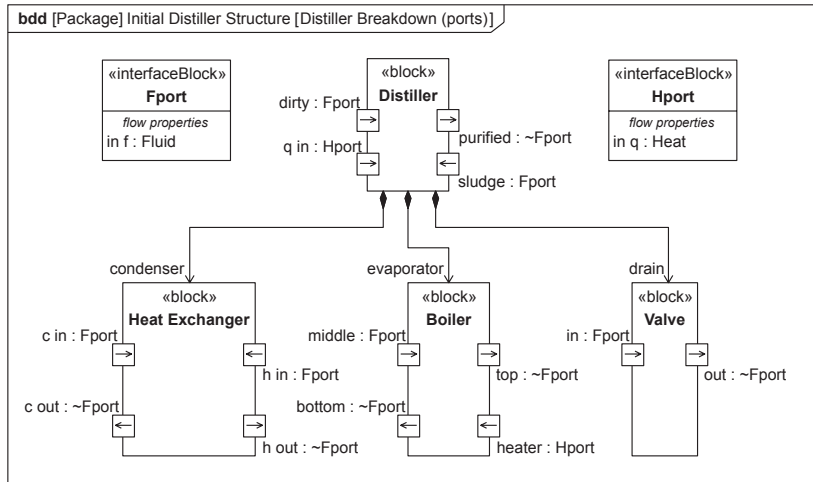 bdd [Package] Initial Distiller Structure [Distiller Breakdown (ports)]
«interfaceBlock»
Fport
flow properties
in f : Fluid
«block»
Distiller
dirty : Fport
q in : Hport
purified : ~Fport
sludge : Fport
«interfaceBlock»
Hport
flow properties
in q : Heat
condenser
evaporator
drain
«block»
Heat Exchanger
c in : Fport
h in : Fport
c out : ~Fport
h out : ~Fport
«block»
Boiler
middle : Fport
top : ~Fport
bottom : ~Fport
heater : Hport
«block»
Valve
in : Fport
out : ~Fport